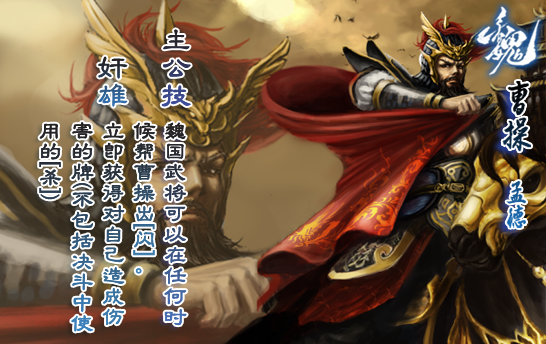 曹操
孟德
主公技
魏国武将可以在任何时
候帮曹操出[闪]。
奸雄
立即获得对自己造成伤
害的牌(不包括决斗中使
用的[杀])